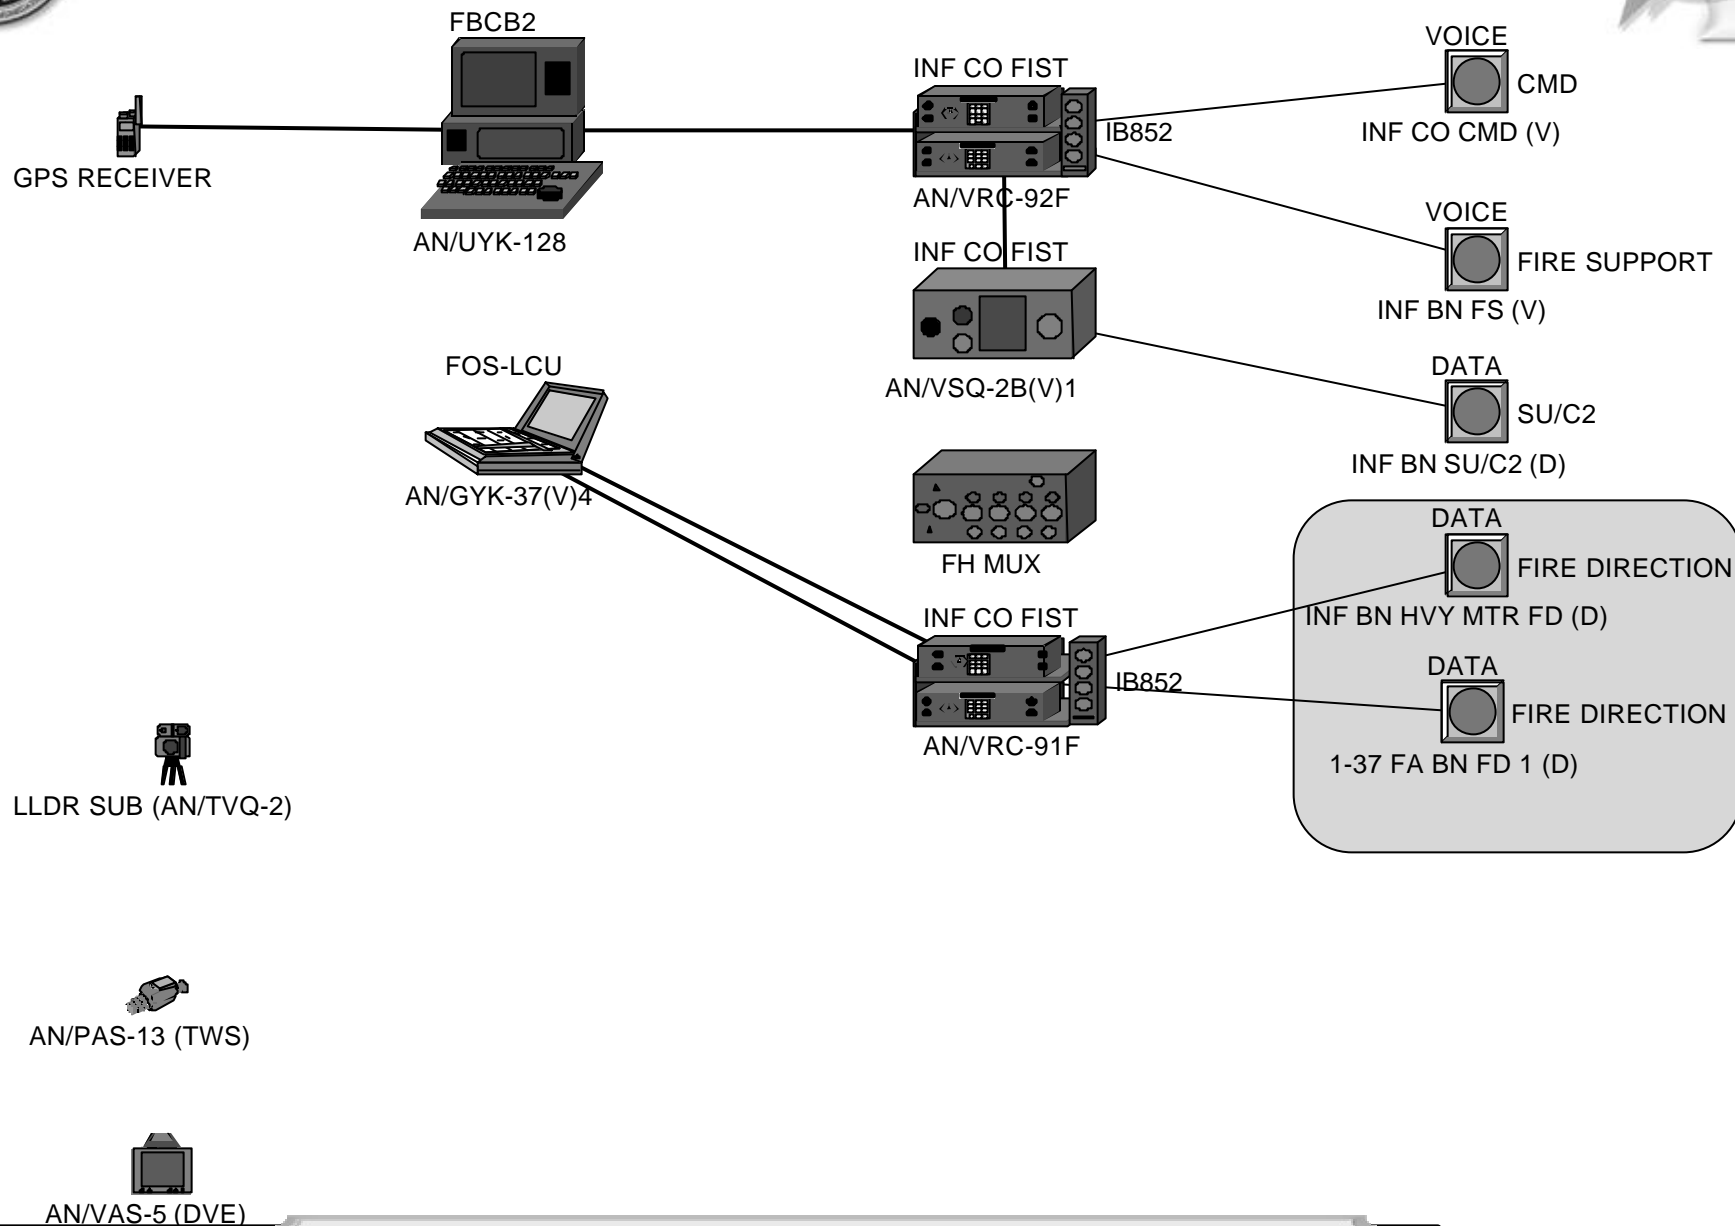 FBCB2
VOICE
INF CO FIST
CMD
IB852
INF CO CMD (V)
GPS RECEIVER
AN/VRC-92F
VOICE
AN/UYK-128
INF CO FIST
FIRE SUPPORT
INF BN FS (V)
FOS-LCU
DATA
AN/VSQ-2B(V)1
SU/C2
INF BN SU/C2 (D)
AN/GYK-37(V)4
DATA
FH MUX
FIRE DIRECTION
INF CO FIST
INF BN HVY MTR FD (D)
DATA
IB852
FIRE DIRECTION
AN/VRC-91F
1-37 FA BN FD 1 (D)
LLDR SUB (AN/TVQ-2)
AN/PAS-13 (TWS)
AN/VAS-5 (DVE)